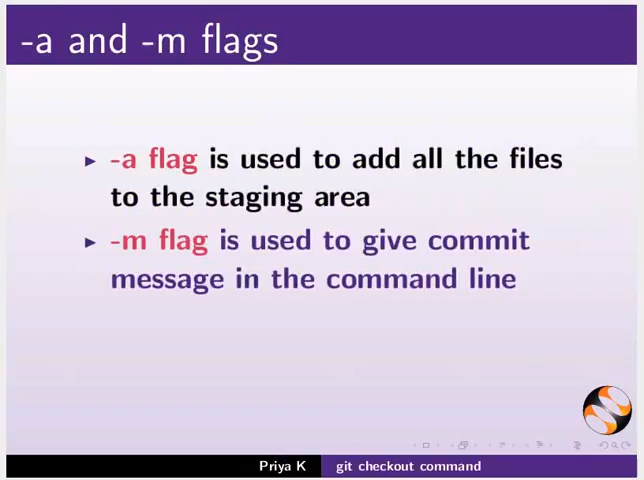 -a and -m flags
-a flag is used to add all the files
to the staging area
-m flag is used to give commit
message in the command line
Priya K git checkout command